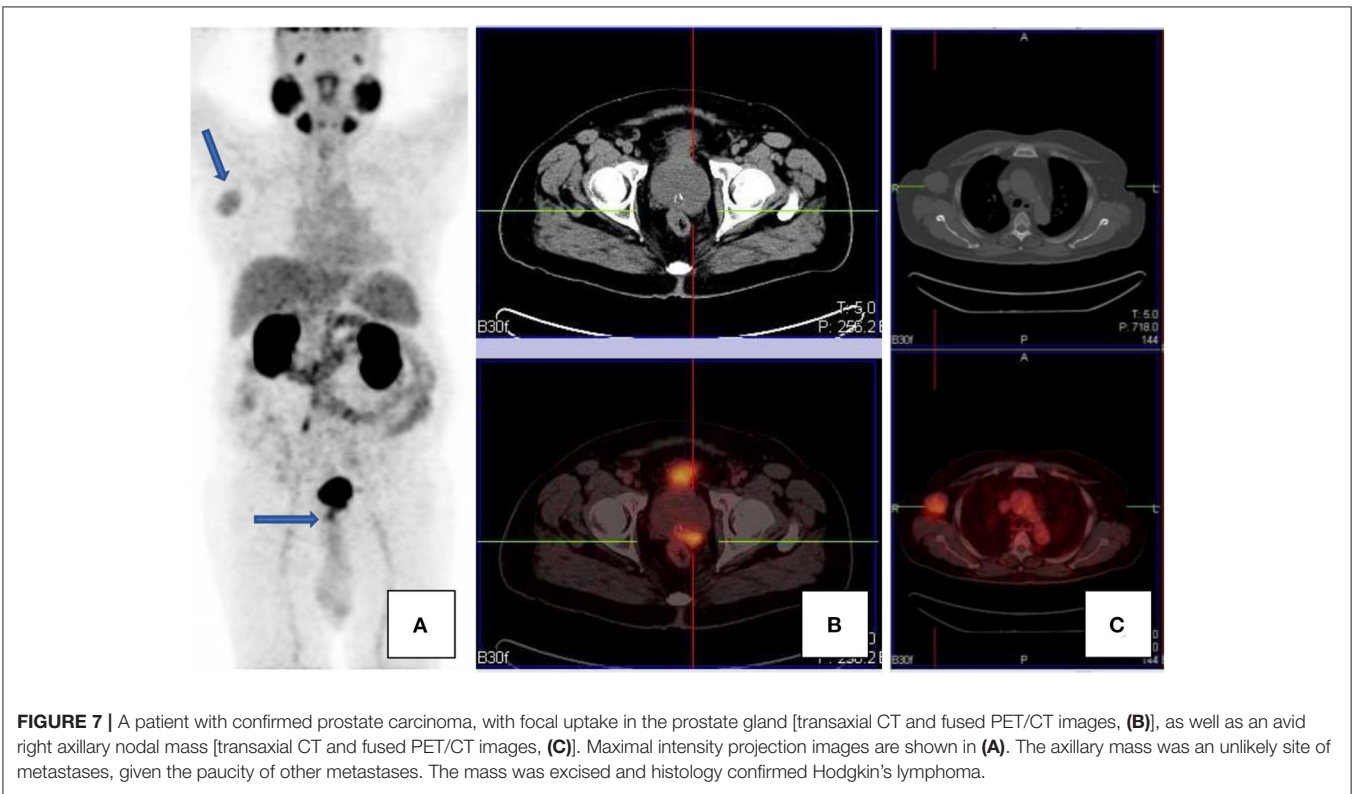 A
T: 5.0
B30f
P: 256.2 E
B
B30f
A
R
L
T: 5.0
P: 718.0
B30f
P
144
A
R
L
C
B30f
P
144
FIGURE 7 | A patient with confirmed prostate carcinoma, with focal uptake in the prostate gland [transaxial CT and fused PET/CT images, (B)], as well as an avid
right axillary nodal mass [transaxial CT and fused PET/CT images, (C)]. Maximal intensity projection images are shown in (A). The axillary mass was an unlikely site of
metastases, given the paucity of other metastases. The mass was excised and histology confirmed Hodgkin's lymphoma.